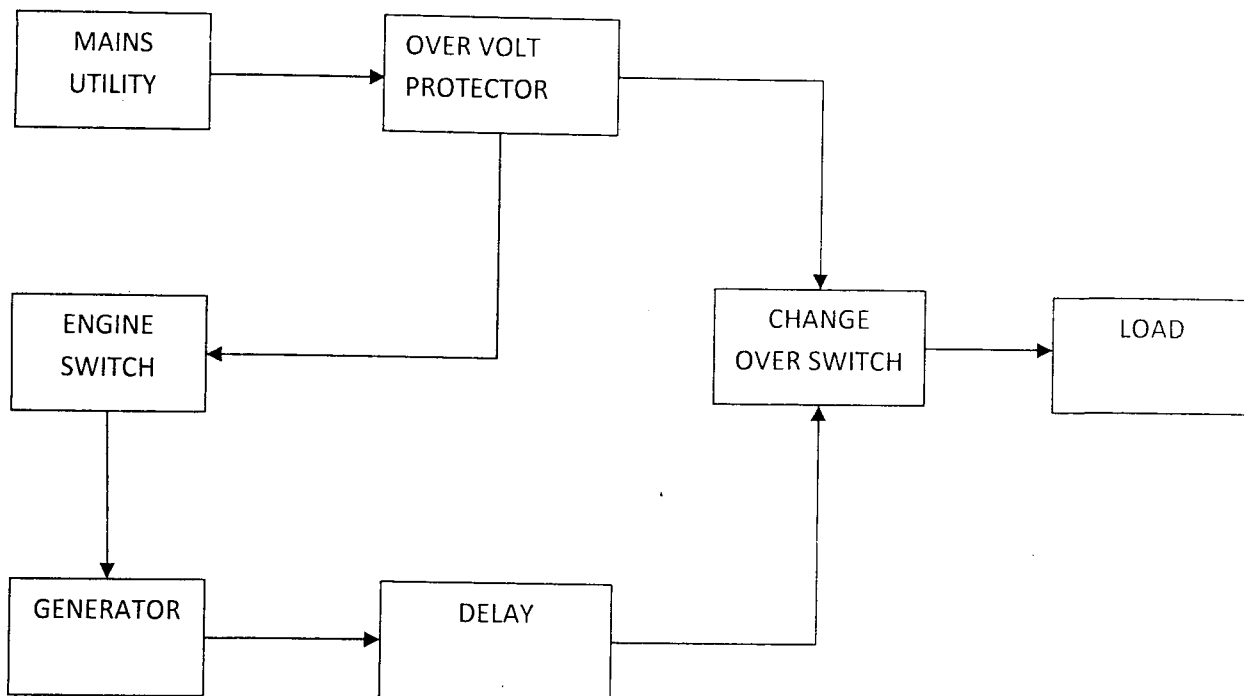 MAINS
UTILITY
OVER VOLT
PROTECTOR
ENGINE
SWITCH
CHANGE
OVER SWITCH
LOAD
GENERATOR
DELAY